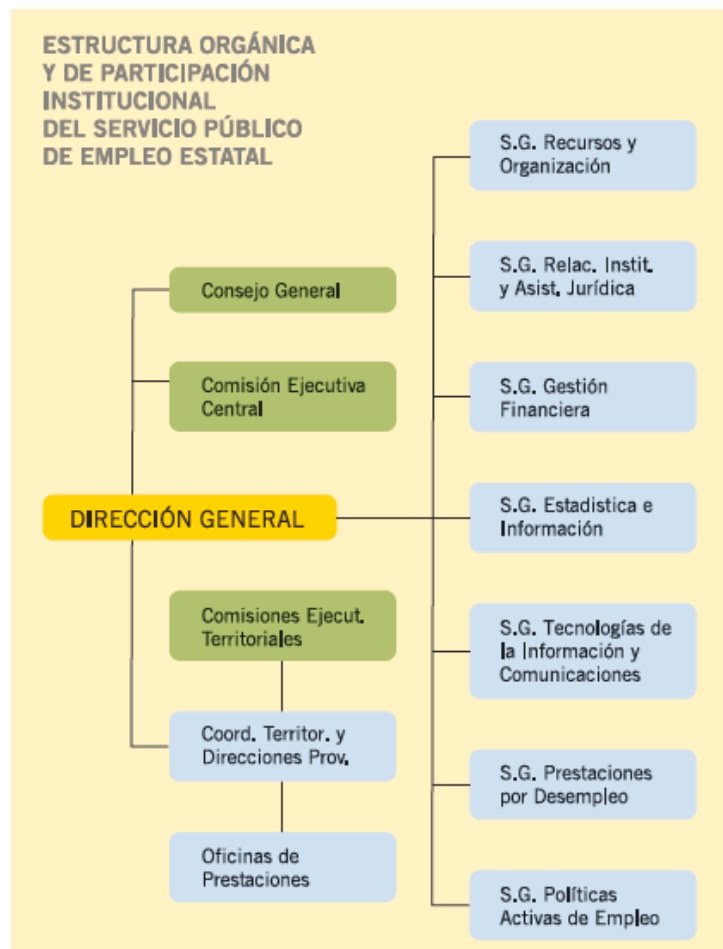 ESTRUCTURA ORGÁNICA
Y DE PARTICIPACIÓN
INSTITUCIONAL
DEL SERVICIO PÚBLICO
DE EMPLEO ESTATAL
Consejo General
Comisión Ejecutiva
Central
DIRECCIÓN GENERAL
Comisiones Ejecut.
Territoriales
Coord. Territor. y
Direcciones Prov.
Oficinas de
Prestaciones
S.G. Recursos y
Organización
S.G. Relac. Instit.
y Asist. Jurídica
S.G. Gestión
Financiera
S.G. Estadistica e
Información
S.G. Tecnologías de
la Información y
Comunicaciones
S.G. Prestaciones
por Desempleo
S.G. Políticas
Activas de Empleo